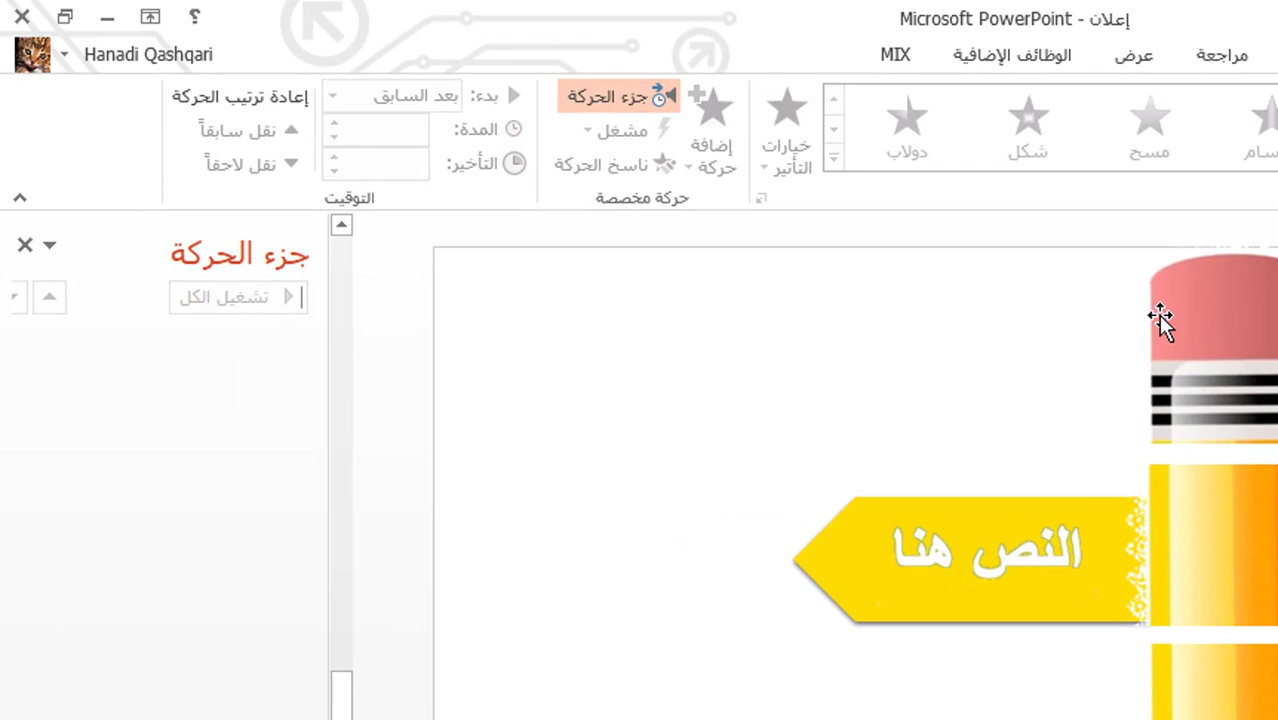 إعلان - Microsoft PowerPoint
?
مراجعة
عرض
الوظائف الإضافية
MIX
Hanadi Qashqari
مسح
شكل
دولاب
خيارات
التأثير
إضافة
حركة
جزء الحركة
مشغل
ناسخ الحركة
حركة مخصصة
بدء:
بعد السابق
المدة:
التأخير:
التوقيت
إعادة ترتيب الحركة
نقل سابقاً
نقل لاحقاً
جزء الحركة
تشغيل الكل
النص هنا